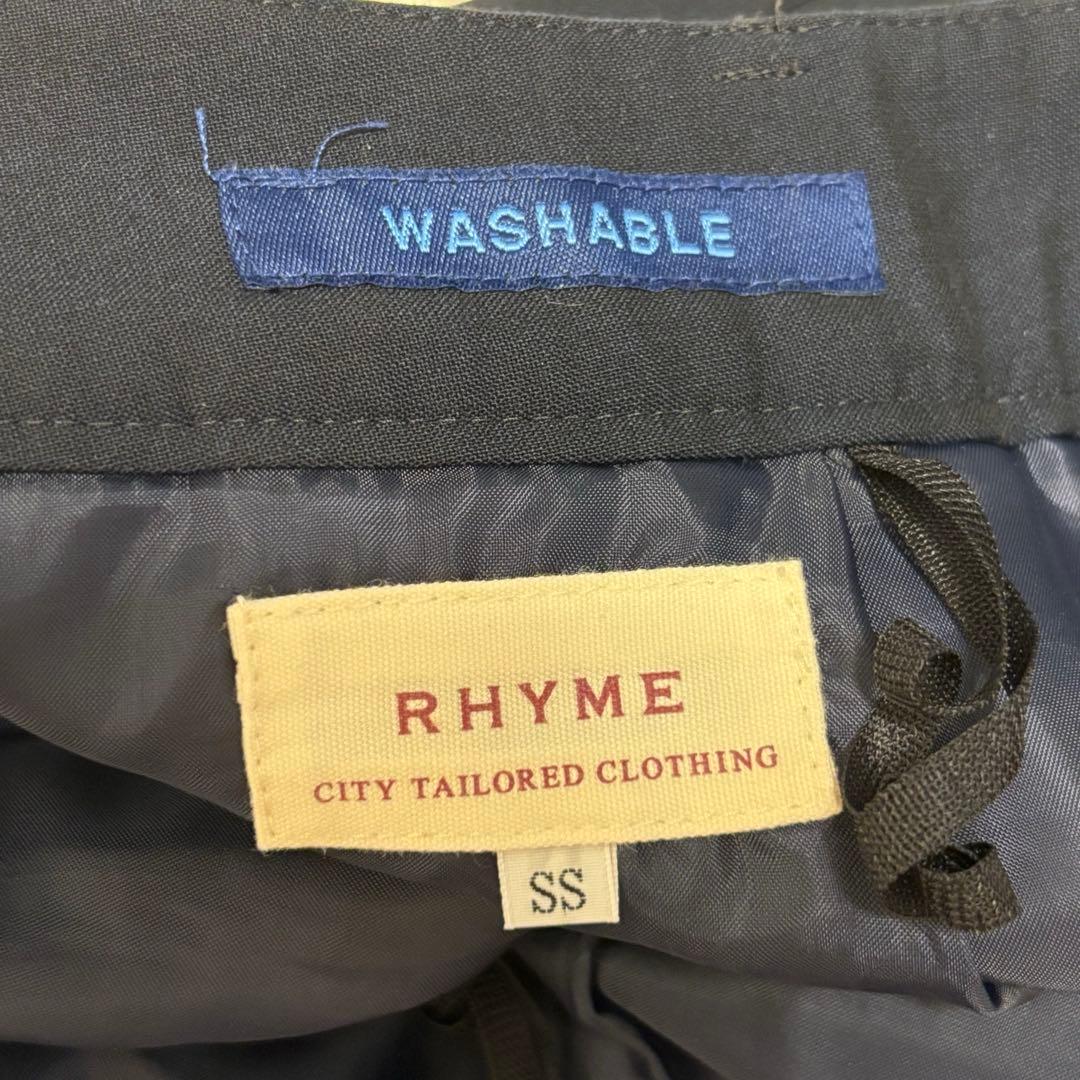 WASHABLE
RHYME
CITY TAILORED CLOTHING
SS